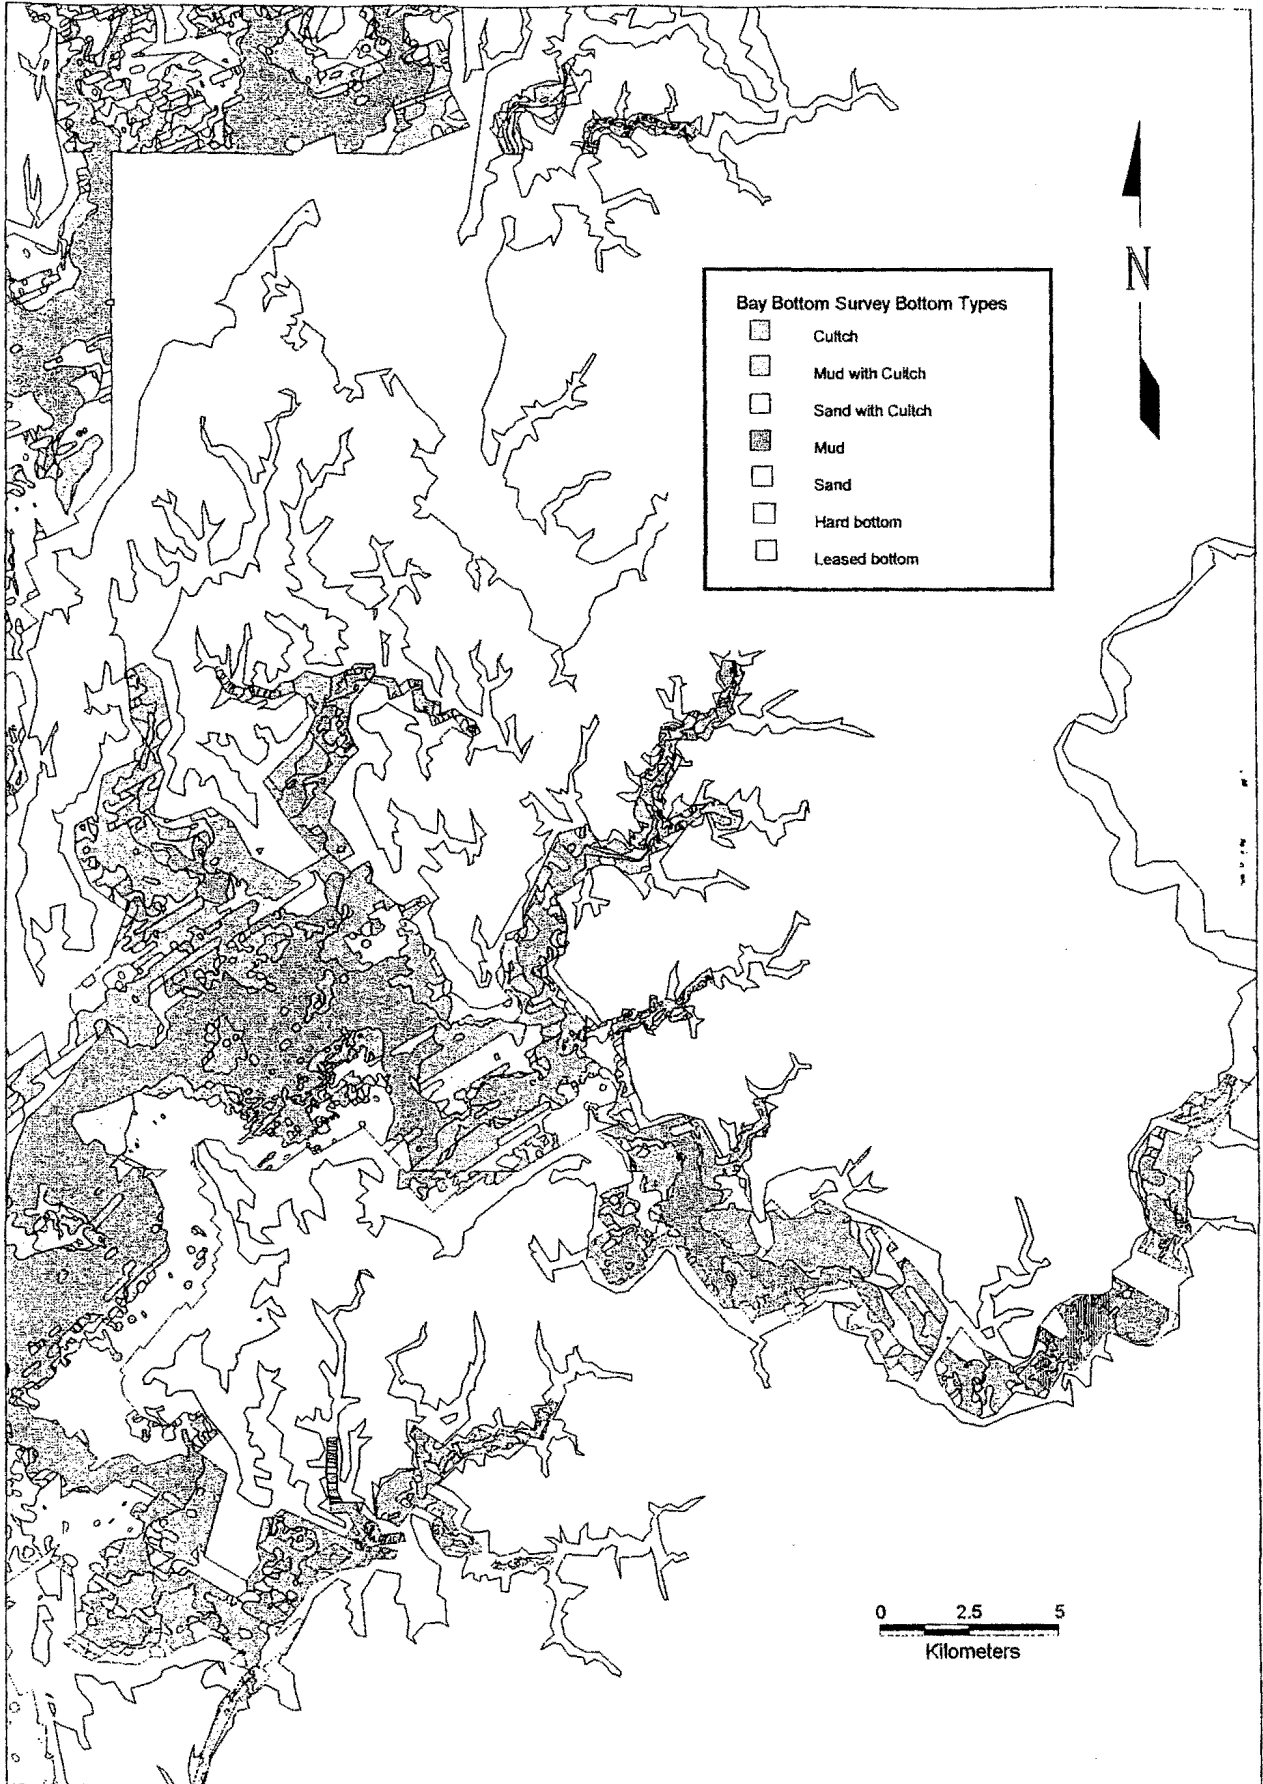 N
Bay Bottom Survey Bottom Types
Cultch
Mud with Cultch
Sand with Cultch
Mud
Sand
Hard bottom
Leased bottom
0 2.5 5
Kilometers